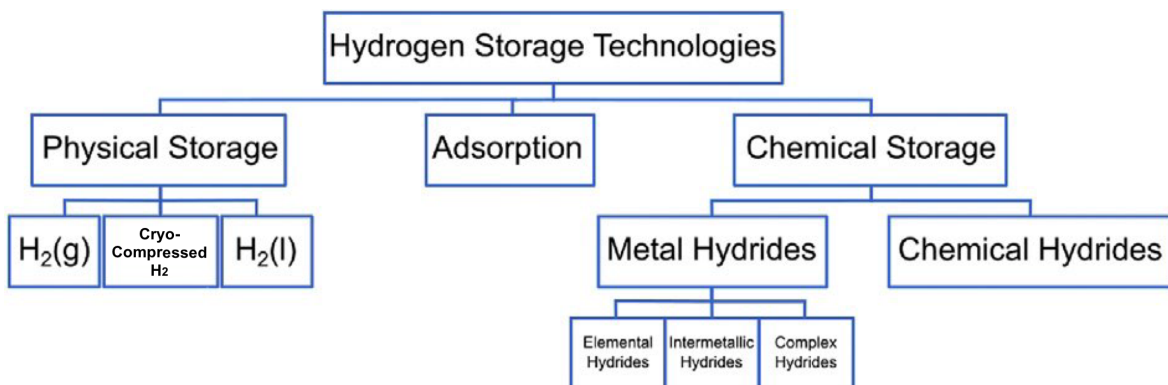 Hydrogen Storage Technologies
Physical Storage
Adsorption
Chemical Storage
H₂(g)
Cryo-
Compressed
H₂
H₂(l)
Metal Hydrides
Chemical Hydrides
Elemental
Hydrides
Intermetallic
Hydrides
Complex
Hydrides